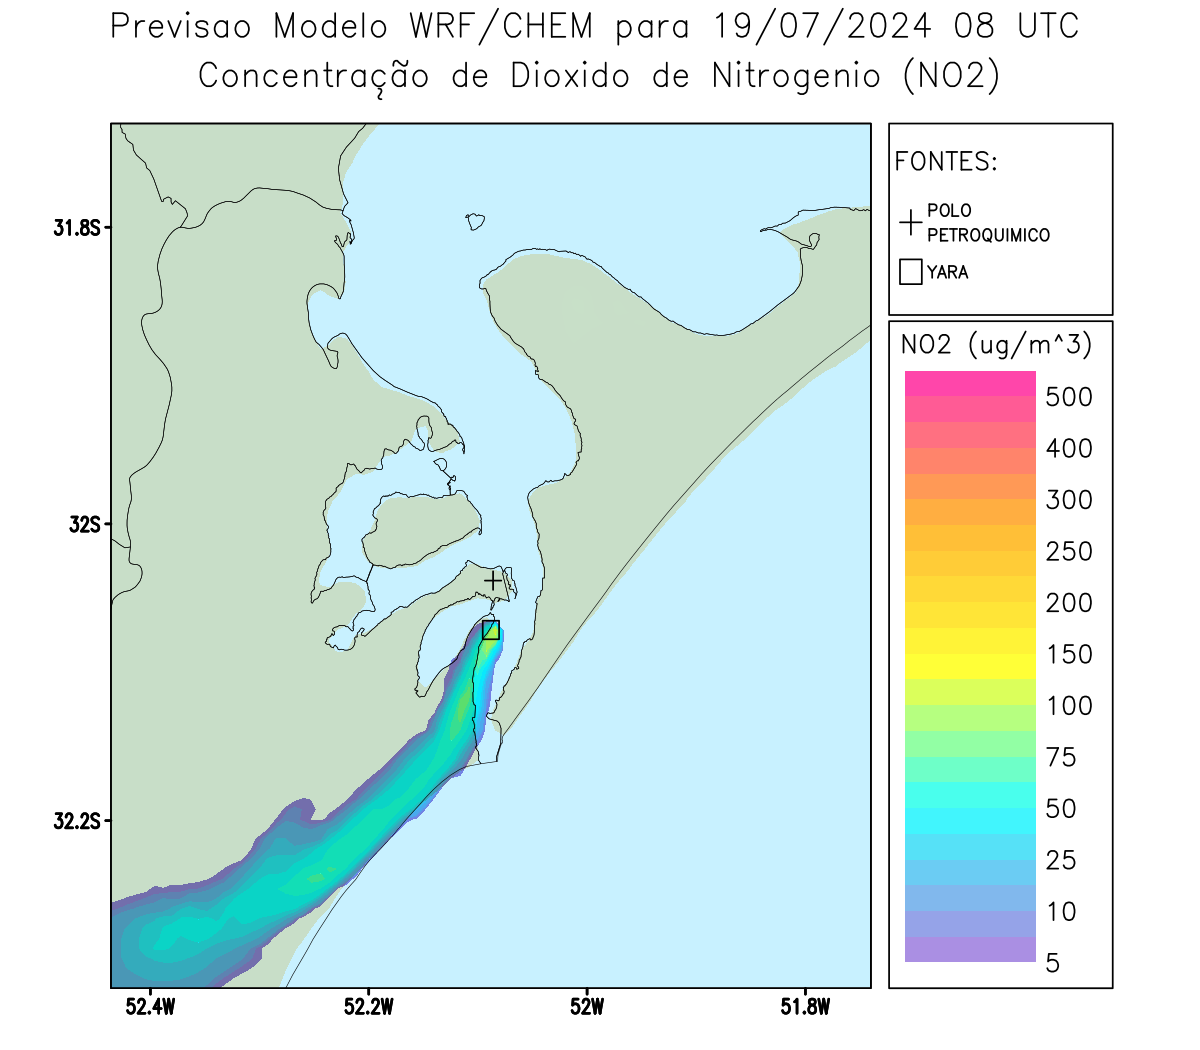 Previsao Modelo WRF/CHEM para 19/07/2024 08 UTC
Concentração de Dioxido de Nitrogenio (NO2)
FONTES:
POLO
PETROQUIMICO
YARA
NO2 (ug/m^3)
500
400
300
250
200
150
100
75
50
25
10
5
31.8S
32S
32.2S
52.4W
52.2W
52W
51.8W